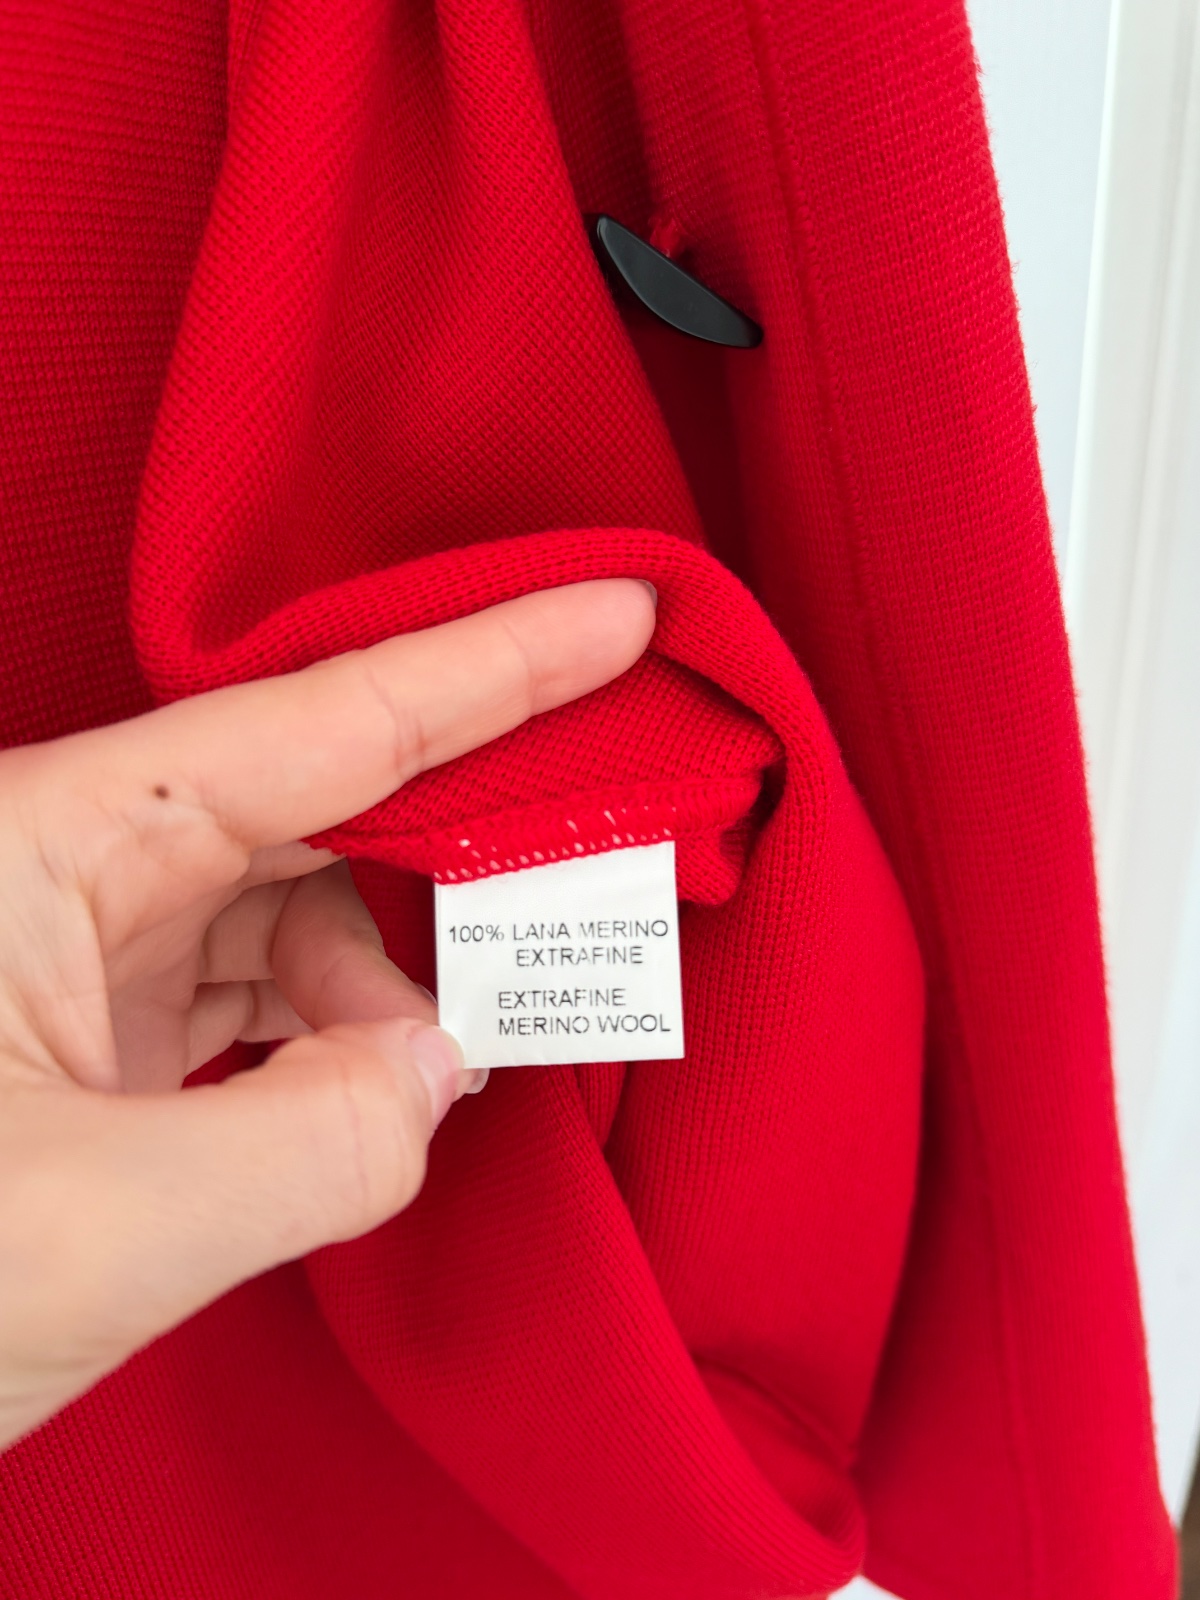 100% LANA MERINO
EXTRAFINE
EXTRAFINE
MERINO WOOL